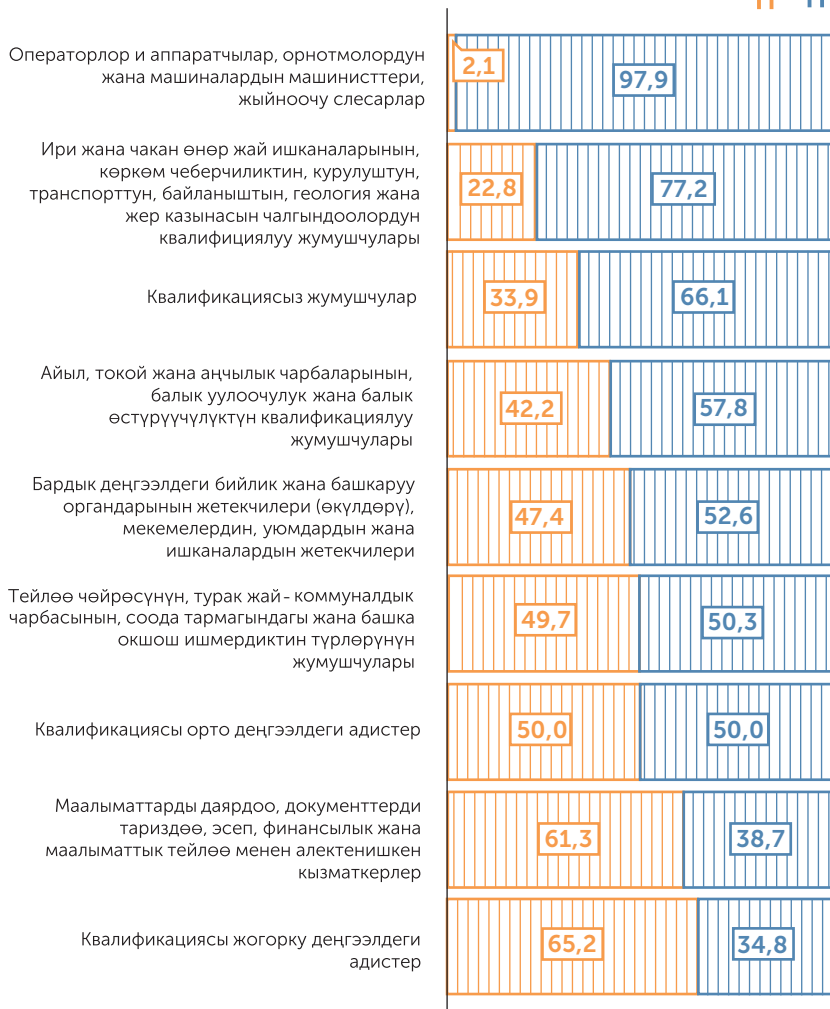 Операторлор и аппаратчылар, орнотмолордун
жана машиналардын машинисттери,
жыйноочу слесарлар
2,1
97,9
Ири жана чакан өнөр жай ишканаларынын,
көркөм чеберчиликтин, курулуштун,
транспорттун, байланыштын, геология жана
жер казынасын чалгындоолордун
квалифициялуу жумушчулары
22,8
77,2
Квалификациясыз жумушчулар
33,9
66,1
Айыл, токой жана аңчылык чарбаларынын,
балык уулоочулук жана балык
өстүрүүчүлүктүн квалификациялуу
жумушчулары
42,2
57,8
Бардык деңгээлдеги бийлик жана башкаруу
органдарынын жетекчилери (өкүлдөрү),
мекемелердин, уюмдардын жана
ишканалардын жетекчилери
47,4
52,6
Тейлөө чөйрөсүнүн, турак жай - коммуналдык
чарбасынын, соода тармагындагы жана башка
окшош ишмердиктин түрлөрүнүн
жумушчулары
49,7
50,3
Квалификациясы орто деңгээлдеги адистер
50,0
50,0
Маалыматтарды даярдоо, документтерди
тариздөө, эсеп, финансылык жана
маалыматтык тейлөө менен алектенишкен
кызматкерлер
61,3
38,7
Квалификациясы жогорку деңгээлдеги
адистер
65,2
34,8